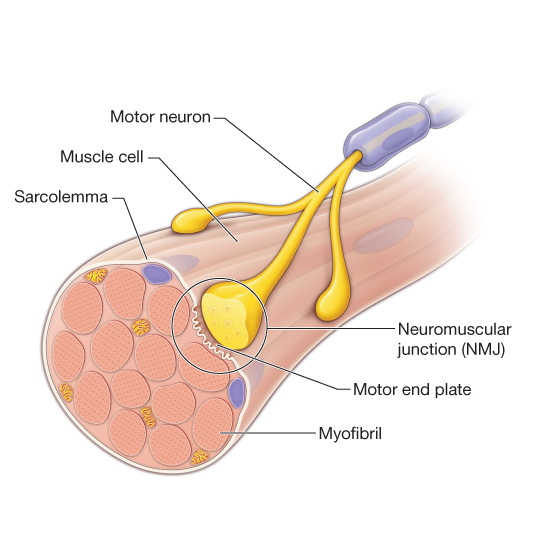 Motor neuron
Muscle cell
Sarcolemma
Neuromuscular
junction (NMJ)
Motor end plate
Myofibril